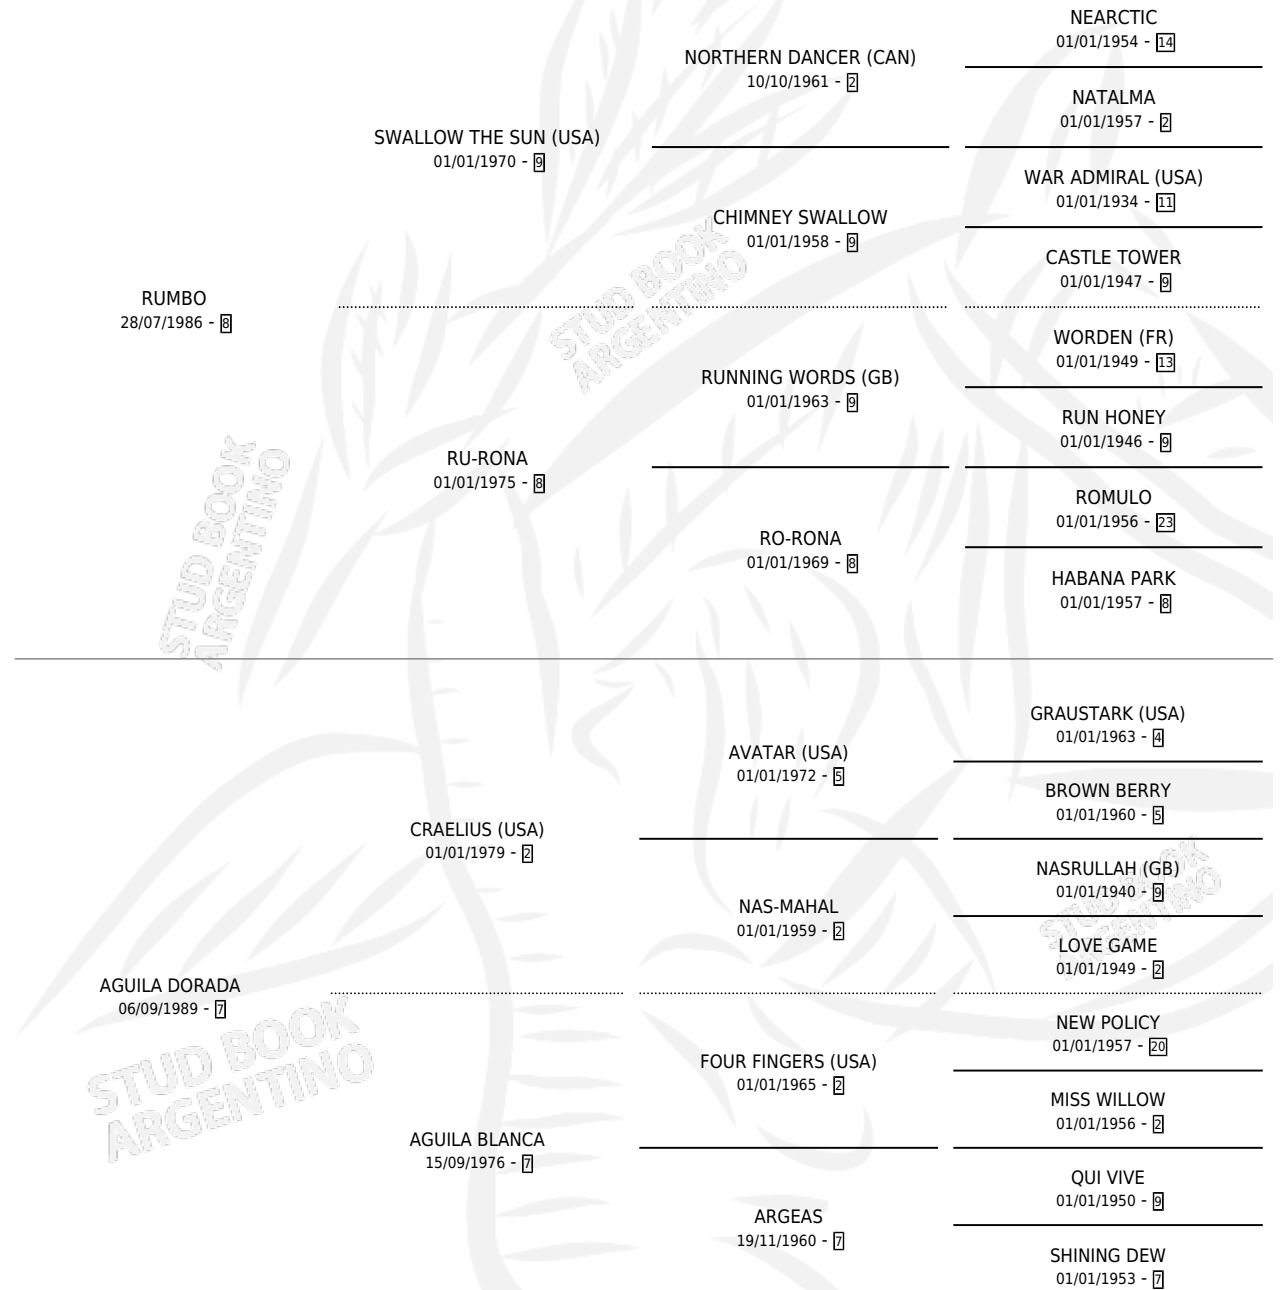 NEARCTIC
01/01/1954 - 14
NORTHERN DANCER (CAN)
10/10/1961 - 2
NATALMA
01/01/1957 - 2
SWALLOW THE SUN (USA)
01/01/1970 - 9
WAR ADMIRAL (USA)
01/01/1934 - 11
CHIMNEY SWALLOW
01/01/1958 - 9
CASTLE TOWER
01/01/1947 - 9
RUMBO
28/07/1986 - 8
STUD BOOK
ARGENTINO
WORDEN (FR)
01/01/1949 - 13
RUNNING WORDS (GB)
01/01/1963 - 9
RUN HONEY
01/01/1946 - 9
RU-RONA
01/01/1975 - 8
ROMULO
01/01/1956 - 23
RO-RONA
01/01/1969 - 8
HABANA PARK
01/01/1957 - 8
STUD BOOK
ARGENTINO
GRAUSTARK (USA)
01/01/1963 - 4
AVATAR (USA)
01/01/1972 - 5
BROWN BERRY
01/01/1960 - 5
CRAELIUS (USA)
01/01/1979 - 2
NASRULLAH (GB)
01/01/1940 - 9
NAS-MAHAL
01/01/1959 - 2
LOVE GAME
01/01/1949 - 2
STUD BOOK
ARGENTINO
AGUILA DORADA
06/09/1989 - 7
NEW POLICY
01/01/1957 - 20
FOUR FINGERS (USA)
01/01/1965 - 2
MISS WILLOW
01/01/1956 - 2
STUD BOOK
ARGENTINO
AGUILA BLANCA
15/09/1976 - 7
QUI VIVE
01/01/1950 - 9
ARGEAS
19/11/1960 - 7
SHINING DEW
01/01/1953 - 7